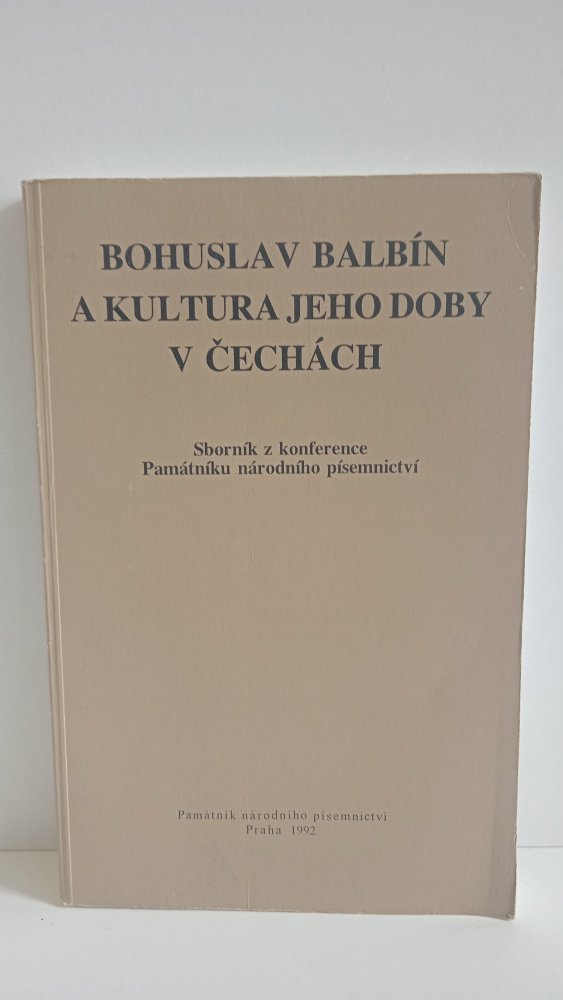 BOHUSLAV BALBÍN
A KULTURA JEHO DOBY
V ČECHÁCH
Sborník z konference
Památníku národního písemnictví
Památník národního písemnictví
Praha 1992